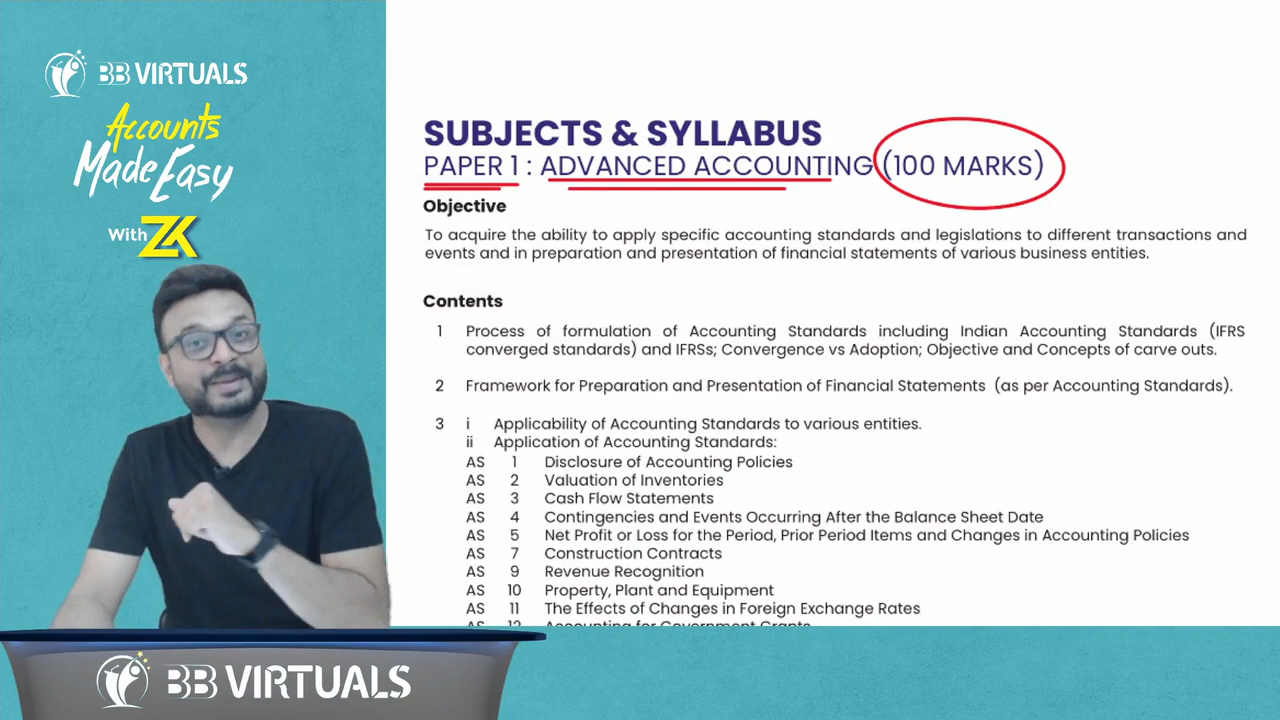 BB VIRTUALS
Accounts
Made Easy
With ZK
SUBJECTS & SYLLABUS
PAPER 1 : ADVANCED ACCOUNTING (100 MARKS)
Objective
To acquire the ability to apply specific accounting standards and legislations to different transactions and
events and in preparation and presentation of financial statements of various business entities.
Contents
1 Process of formulation of Accounting Standards including Indian Accounting Standards (IFRS
converged standards) and IFRSs; Convergence vs Adoption; Objective and Concepts of carve outs.
2 Framework for Preparation and Presentation of Financial Statements (as per Accounting Standards).
3 i Applicability of Accounting Standards to various entities.
ii Application of Accounting Standards:
AS 1 Disclosure of Accounting Policies
AS 2 Valuation of Inventories
AS 3 Cash Flow Statements
AS 4 Contingencies and Events Occurring After the Balance Sheet Date
AS 5 Net Profit or Loss for the Period, Prior Period Items and Changes in Accounting Policies
AS 7 Construction Contracts
AS 9 Revenue Recognition
AS 10 Property, Plant and Equipment
AS 11 The Effects of Changes in Foreign Exchange Rates
AS 12 Accounting for Government Grants
BB VIRTUALS